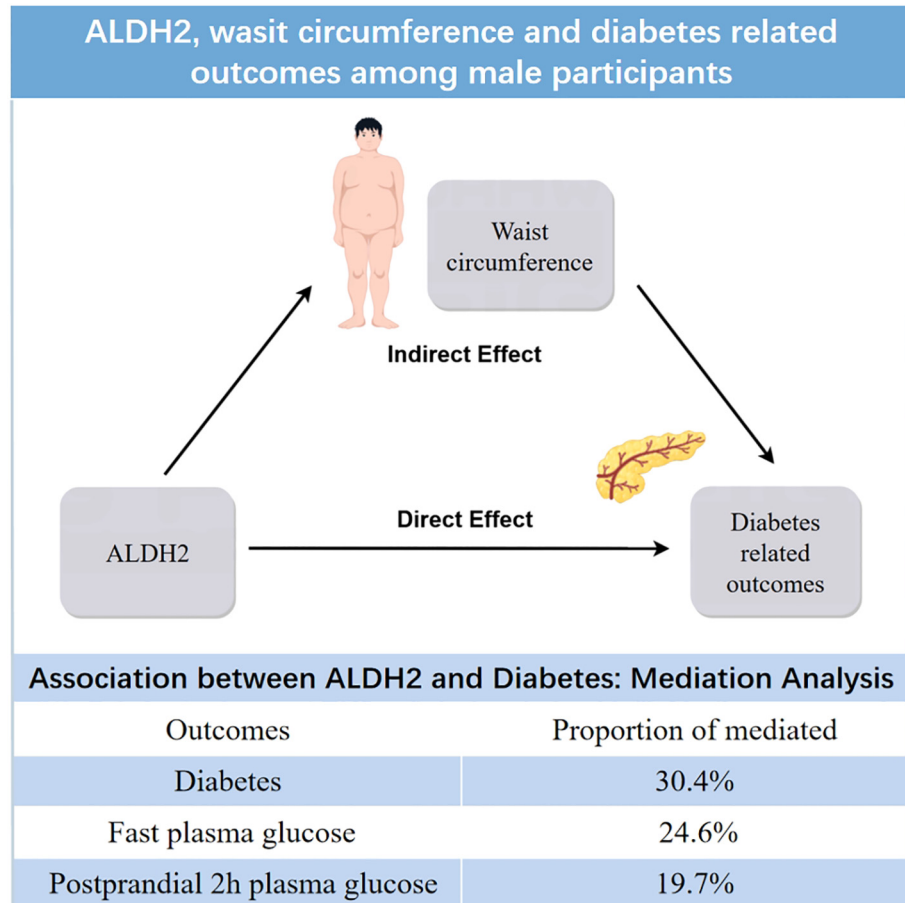 ALDH2, wasit circumference and diabetes related
outcomes among male participants
Waist
circumference
Indirect Effect
Direct Effect
ALDH2
Diabetes
related
outcomes
Association between ALDH2 and Diabetes: Mediation Analysis
Outcomes Proportion of mediated
Diabetes 30.4%
Fast plasma glucose 24.6%
Postprandial 2h plasma glucose 19.7%